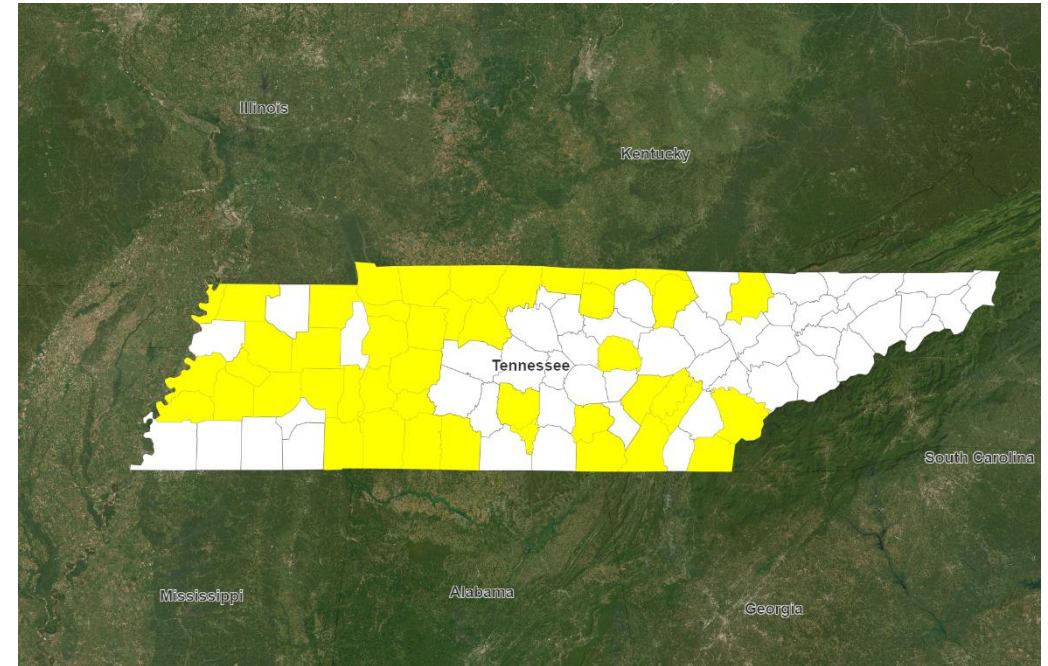 Illinois
Kentucky
Tennessee
South Carolina
Mississippi
Alabama
Georgia